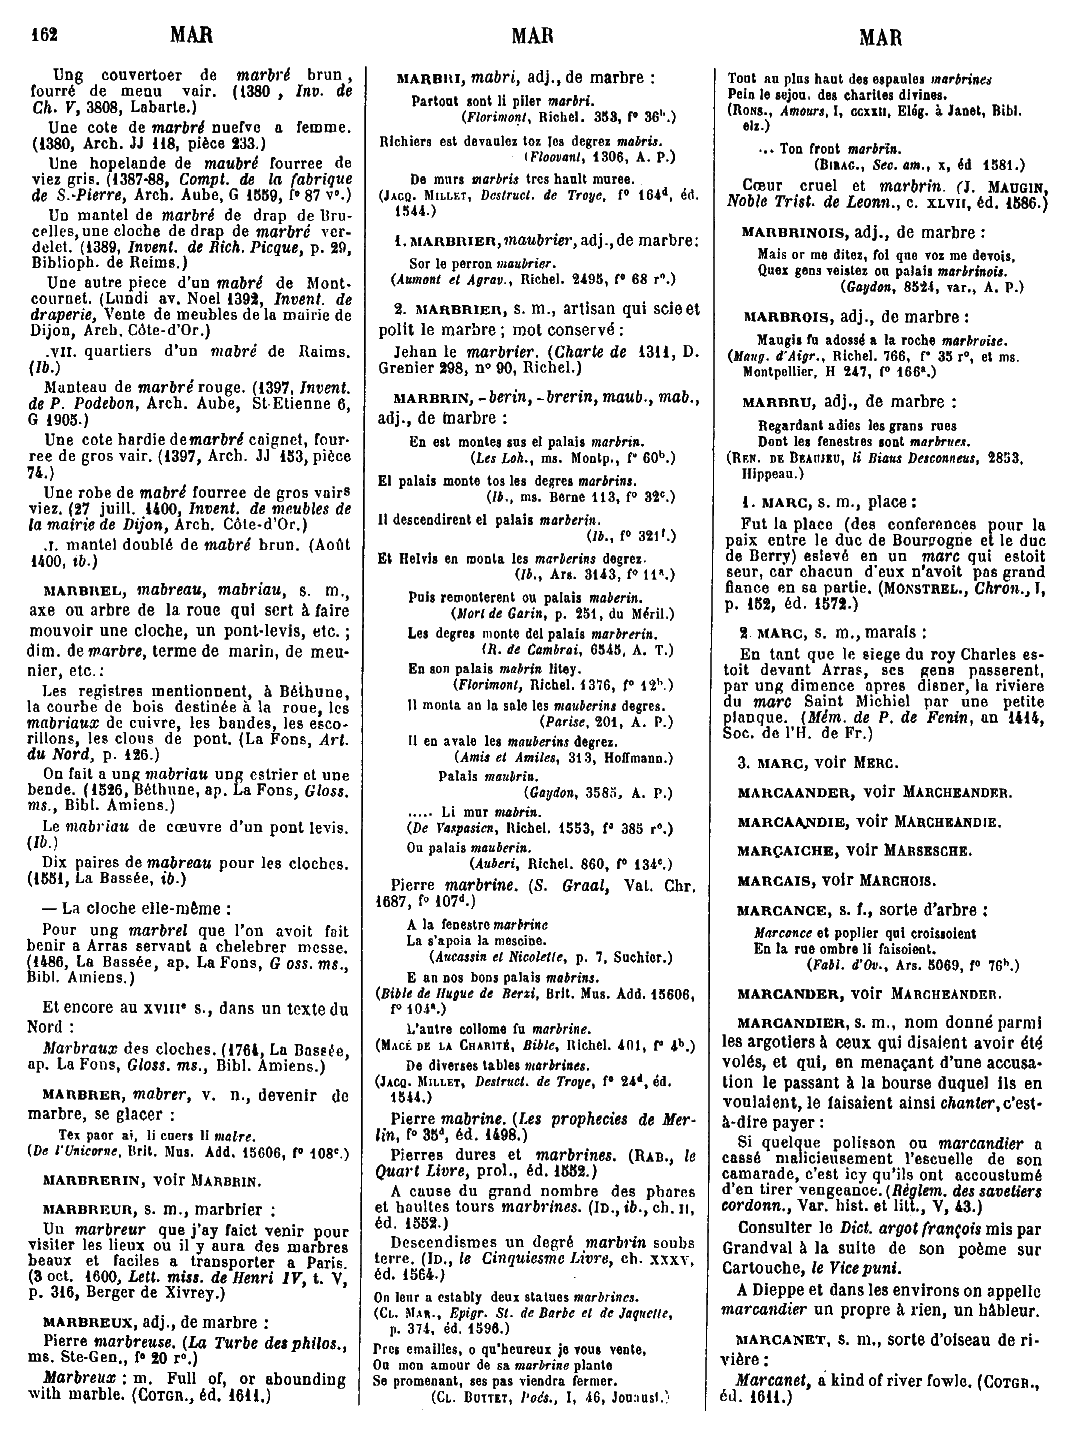 162 MAR MAR MAR
Ung couvertoer de marbré brun,
fourré de menu vair. (1380, Inv. de
Ch. V, 3808, Labarte.)
Une cote de marbré nuefve a femme.
(1380, Arch. JJ 118, pièce 233.)
Une hopelande de maubré fourree de
viez gris. (1387-88, Compt. de la fabrique
de S.-Pierre, Arch. Aube, G 1559, f° 87 v°.)
Un mantel de marbré de drap de Bru-
celles, une cloche de drap de marbré ver-
delet. (1389, Invent. de Rich. Picque, p. 29,
Biblioph. de Reims.)
Une autre piece d'un mabré de Mont-
cournet. (Lundi av. Noel 1392, Invent. de
draperie, Vente de meubles de la mairie de
Dijon, Arch. Côte-d'Or.)
.VII. quartiers d'un mabré de Raims.
(Ib.)
Manteau de marbré rouge. (1397, Invent.
de P. Podebon, Arch. Aube, St-Etienne 6,
G 1905.)
Une cote hardie de marbré caignet, four-
ree de gros vair. (1397, Arch. JJ 153, pièce
74.)
Une robe de mabré fourree de gros vairs
viez. (27 juill. 1400, Invent. de meubles de
la mairie de Dijon, Arch. Côte-d'Or.)
.I. mantel doublé de mabré brun. (Août
1400, ib.)
MARBREL, mabreau, mabriau, s. m.,
axe ou arbre de la roue qui sert à faire
mouvoir une cloche, un pont-levis, etc.;
dim. de marbre, terme de marin, de meu-
nier, etc.:
Les registres mentionnent, à Béthune,
la courbe de bois destinée à la roue, les
mabriaux de cuivre, les bandes, les esco-
rillons, les clous de pont. (La Fons, Art.
du Nord, p. 126.)
On fait a ung mabriau ung estrier et une
bende. (1526, Béthune, ap. La Fons, Gloss.
ms., Bibl. Amiens.)
Le mabriau de cœuvre d'un pont levis.
(Ib.)
Dix paires de mabreau pour les cloches.
(1551, La Bassée, ib.)
— La cloche elle-même :
Pour ung marbrel que l'on avoit fait
benir a Arras servant a chelebrer messe.
(1486, La Bassée, ap. La Fons, G oss. ms.,
Bibl. Amiens.)
Et encore au XVIIIe s., dans un texte du
Nord :
Marbraux des cloches. (1764, La Bassée,
ap. La Fons, Gloss. ms., Bibl. Amiens.)
MARBRER, mabrer, v. n., devenir de
marbre, se glacer :
Tex paor ai, li cuers li matre.
(De l'Unicorne, Brit. Mus. Add. 15606, f° 108c.)
MARBRERIN, voir MARBRIN.
MARBREUR, s. m., marbrier :
Un marbreur que j'ay faict venir pour
visiter les lieux ou il y aura des marbres
beaux et faciles a transporter a Paris.
(3 oct. 1600, Lett. miss. de Henri IV, t. V,
p. 316, Berger de Xivrey.)
MARBREUX, adj., de marbre :
Pierre marbreuse. (La Turbe des philos.,
ms. Ste-Gen., f° 20 r°.)
Marbreux : m. Full of, or abounding
with marble. (COTGR., éd. 1611.)
MARBRI, mabri, adj., de marbre :
Partout sont li piler marbri.
(Florimont, Richel. 353, f° 36b.)
Richiers est devalez toz les degrez mabris.
(Floovant, 1306, A. P.)
De murs marbris tres hault muree.
(JACQ. MILLET, Destruct. de Troye, f° 164d, éd.
1544.)
1. MARBRIER, maubrier, adj., de marbre:
Sor le perron maubrier.
(Aumont et Agrav., Richel. 2495, f° 68 r°.)
2. MARBRIER, s. m., artisan qui scie et
polit le marbre; mot conservé :
Jehan le marbrier. (Charte de 1311, D.
Grenier 298, n° 90, Richel.)
MARBRIN, -berin, -brerin, maub., mab.,
adj., de marbre :
En est montes sus el palais marbrin.
(Les Loh., ms. Montp., f° 60b.)
El palais monte tos les degres marbrins.
(Ib., ms. Berne 113, f° 32c.)
Il descendirent el palais marberin.
(Ib., f° 321f.)
Et Helvis en monta les marberins degrez.
(Ib., Ars. 3143, f° 11a.)
Puis remonterent ou palais maberin.
(Mort de Garin, p. 251, du Méril.)
Les degres monte del palais marbrerin.
(R. de Cambrai, 6545, A. T.)
En son palais mabrin litey.
(Florimont, Richel. 1376, f° 12b.)
Il monta an la sale les mauberins degres.
(Parise, 201, A. P.)
Il en avale les mauberins degrez.
(Amis et Amiles, 313, Hoffmann.)
Palais maubrin.
(Gaydon, 3585, A. P.)
..... Li mur mabrin.
(De Vaspasien, Richel. 1553, f° 385 r°.)
Ou palais mauberin.
(Auberi, Richel. 860, f° 134c.)
Pierre marbrine. (S. Graal, Vat. Chr.
1687, f° 107d.)
A la fenestre marbrine
La s'apoia la mescine.
(Aucassin et Nicolette, p. 7, Suchier.)
E an nos bons palais mabrins.
(Bible de Hugue de Berzi, Brit. Mus. Add. 15606,
f° 104a.)
L'autre collome fu marbrine.
(MACÉ DE LA CHARITÉ, Bible, Richel. 401, f° 4b.)
De diverses tables marbrines.
(JACQ. MILLET, Destruct. de Troye, f° 24d, éd.
1544.)
Pierre mabrine. (Les prophecies de Mer-
lin, f° 35d, éd. 1498.)
Pierres dures et marbrines. (RAB., le
Quart Livre, prol., éd. 1552.)
A cause du grand nombre des phares
et haultes tours marbrines. (ID., ib., ch. II,
éd. 1552.)
Descendismes un degré marbrin soubs
terre. (ID., le Cinquiesme Livre, ch. XXXV,
éd. 1564.)
On leur a estably deux statues marbrines.
(CL. MAR., Epigr. St. de Barbe et de Jaquette,
p. 374, éd. 1596.)
Pres emailles, o qu'heureux je vous vente,
Ou mon amour de sa marbrine plante
Se promenant, ses pas viendra fermer.
(CL. BUTTET, Poés., I, 46, Jouaust.)
Tout au plus haut des espaules marbrines
Pein le sejou. des charites divines.
(RONS., Amours, I, CCXXII, Elég. à Janet, Bibl.
elz.)
... Ton front marbrin.
(BIRAG., Sec. am., X, éd 1581.)
Cœur cruel et marbrin. (J. MAUGIN,
Noble Trist. de Leonn., c. XLVII, éd. 1586.)
MARBRINOIS, adj., de marbre :
Mais or me ditez, fol que voz me devois,
Quez gens veistez ou palais marbrinois.
(Gaydon, 8524, var., A. P.)
MARBROIS, adj., de marbre :
Maugis fu adossé a la roche marbroise.
(Maug. d'Aigr., Richel. 766, f° 35 r°, et ms.
Montpellier, H 247, f° 166a.)
MARBRU, adj., de marbre :
Regardant adies les grans rues
Dont les fenestres sont marbrues.
(REN. DE BEAUJEU, li Biaus Desconneus, 2853,
Hippeau.)
1. MARC, s. m., place :
Fut la place (des conferences pour la
paix entre le duc de Bourgogne et le duc
de Berry) eslevé en un marc qui estoit
seur, car chacun d'eux n'avoit pas grand
fiance en sa partie. (MONSTREL., Chron., I,
p. 152, éd. 1572.)
2. MARC, s. m., marais :
En tant que le siege du roy Charles es-
toit devant Arras, ses gens passerent,
par ung dimence apres disner, la riviere
du marc Saint Michiel par une petite
planque. (Mém. de P. de Fenin, an 1414,
Soc. de l'H. de Fr.)
3. MARC, voir MERC.
MARCAANDER, voir MARCHEANDER.
MARCAANDIE, voir MARCHEANDIE.
MARÇAICHE, voir MARSESCHE.
MARCAIS, voir MARCHOIS.
MARCANCE, s. f., sorte d'arbre :
Marcance et poplier qui croissoient
En la rue ombre li faisoient.
(Fabl. d'Ov., Ars. 5069, f° 76b.)
MARCANDER, voir MARCHEANDER.
MARCANDIER, s. m., nom donné parmi
les argotiers à ceux qui disaient avoir été
volés, et qui, en menaçant d'une accusa-
tion le passant à la bourse duquel ils en
voulaient, le faisaient ainsi chanter, c'est-
à-dire payer :
Si quelque polisson ou marcandier a
cassé malicieusement l'escuelle de son
camarade, c'est icy qu'ils ont accoustumé
d'en tirer vengeance. (Règlem. des savetiers
cordonn., Var. hist. et litt., V, 43.)
Consulter le Dict. argot françois mis par
Grandval à la suite de son poème sur
Cartouche, le Vice puni.
A Dieppe et dans les environs on appelle
marcandier un propre à rien, un hâbleur.
MARCANET, s. m., sorte d'oiseau de ri-
vière :
Marcanet, a kind of river fowle. (COTGR.,
éd. 1611.)